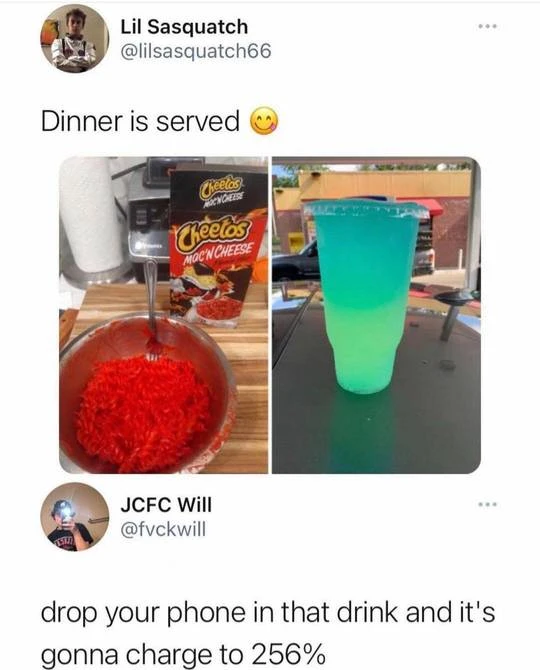 Lil Sasquatch
@lilsasquatch66
Dinner is served 😋
Cheetos
MAC'N CHEESE
Cheetos
MAC'N CHEESE
JCFC Will
@fvckwill
drop your phone in that drink and it's
gonna charge to 256%